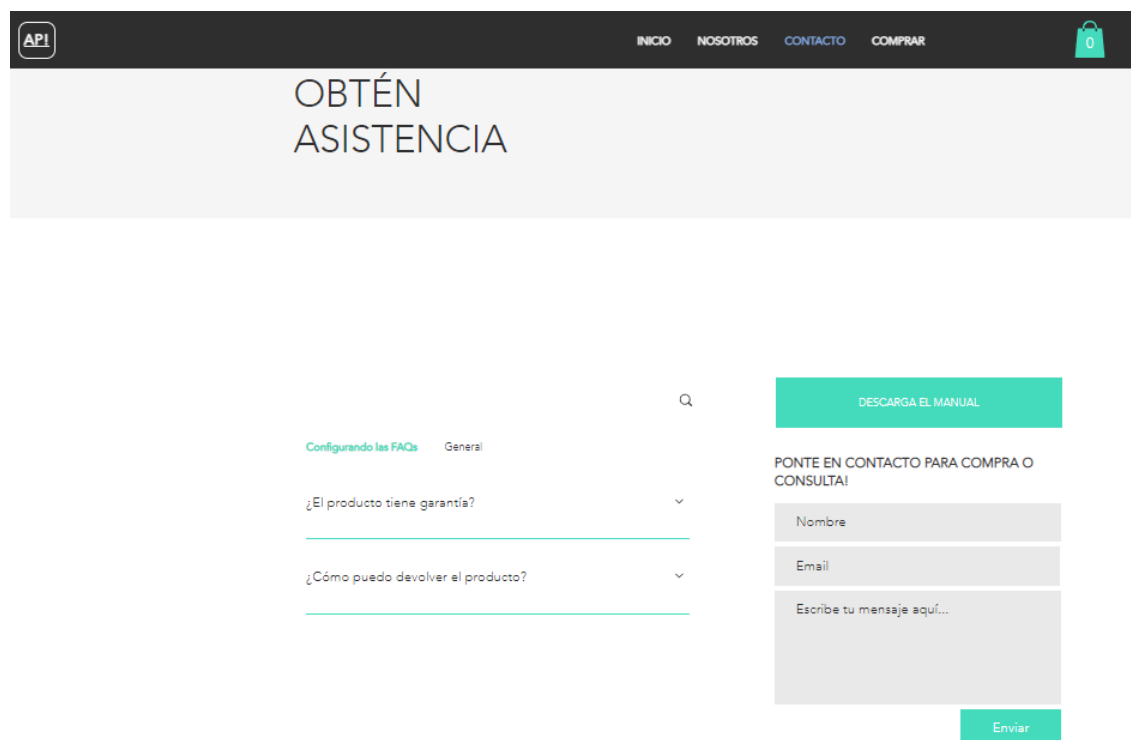 API
INICIO NOSOTROS CONTACTO COMPRAR
0
OBTÉN
ASISTENCIA
DESCARGA EL MANUAL
Configurando las FAQs General
¿El producto tiene garantía?
¿Cómo puedo devolver el producto?
PONTE EN CONTACTO PARA COMPRA O
CONSULTA!
Nombre
Email
Escribe tu mensaje aquí...
Enviar